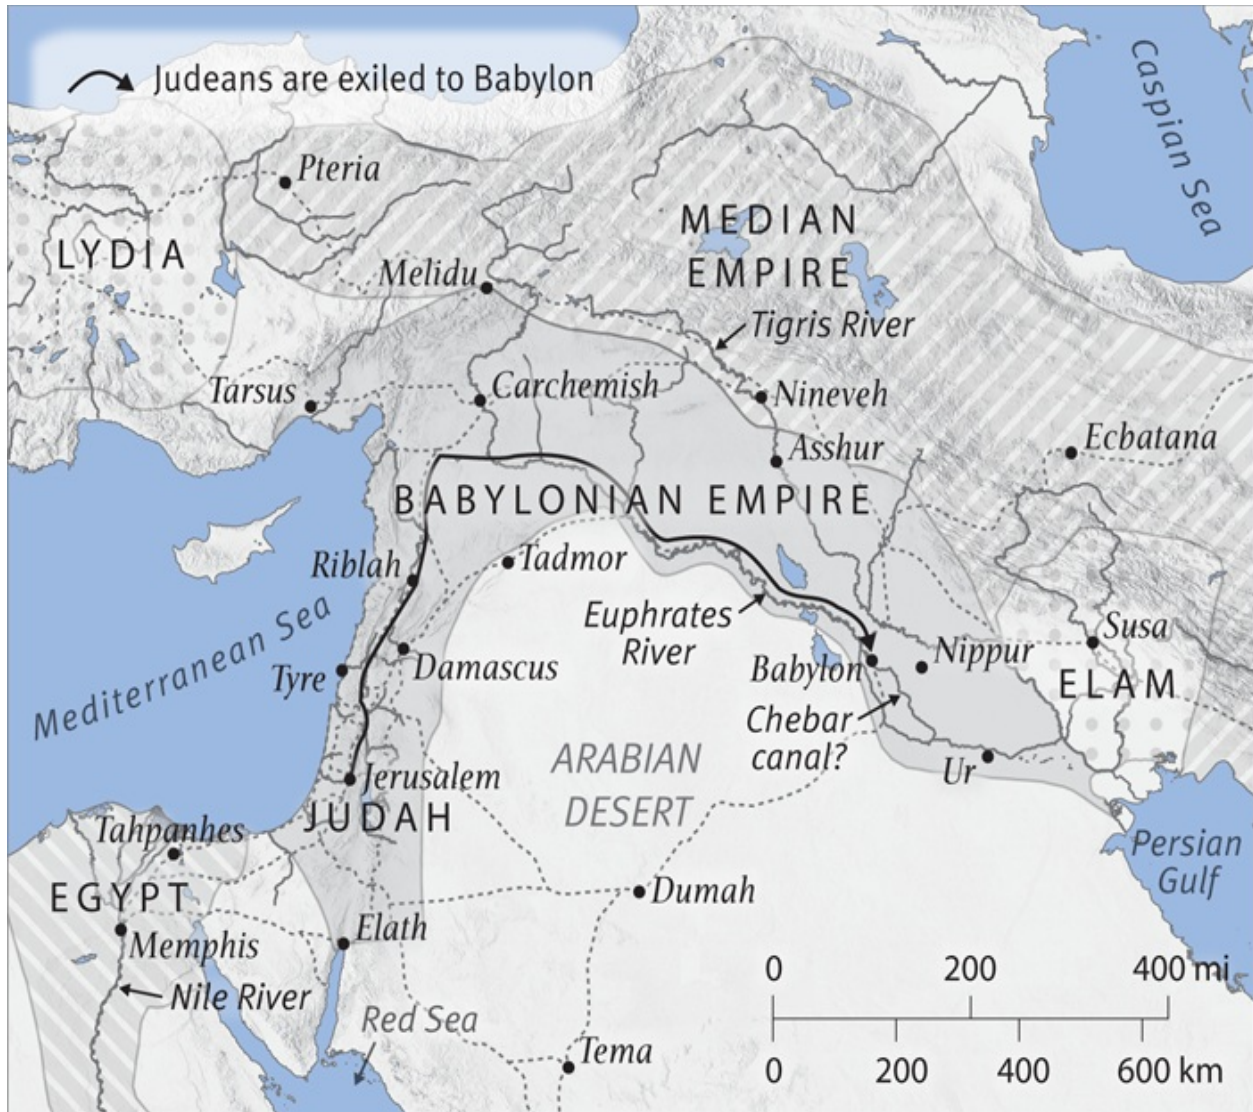 Judeans are exiled to Babylon
Caspian Sea
Pteria
LYDIA
MEDIAN
EMPIRE
Melidu
Tigris River
Tarsus
Carchemish
Nineveh
Asshur
Ecbatana
BABYLONIAN EMPIRE
Riblah
Tadmor
Mediterranean Sea
Euphrates
River
Susa
Tyre
Damascus
Babylon
Nippur
ELAM
Chebar
canal?
Ur
ARABIAN
DESERT
Jerusalem
JUDAH
Tahpanhes
Persian
Gulf
EGYPT
Dumah
Memphis
Elath
Nile River
Red Sea
Tema
0 200 400 mi
0 200 400 600 km